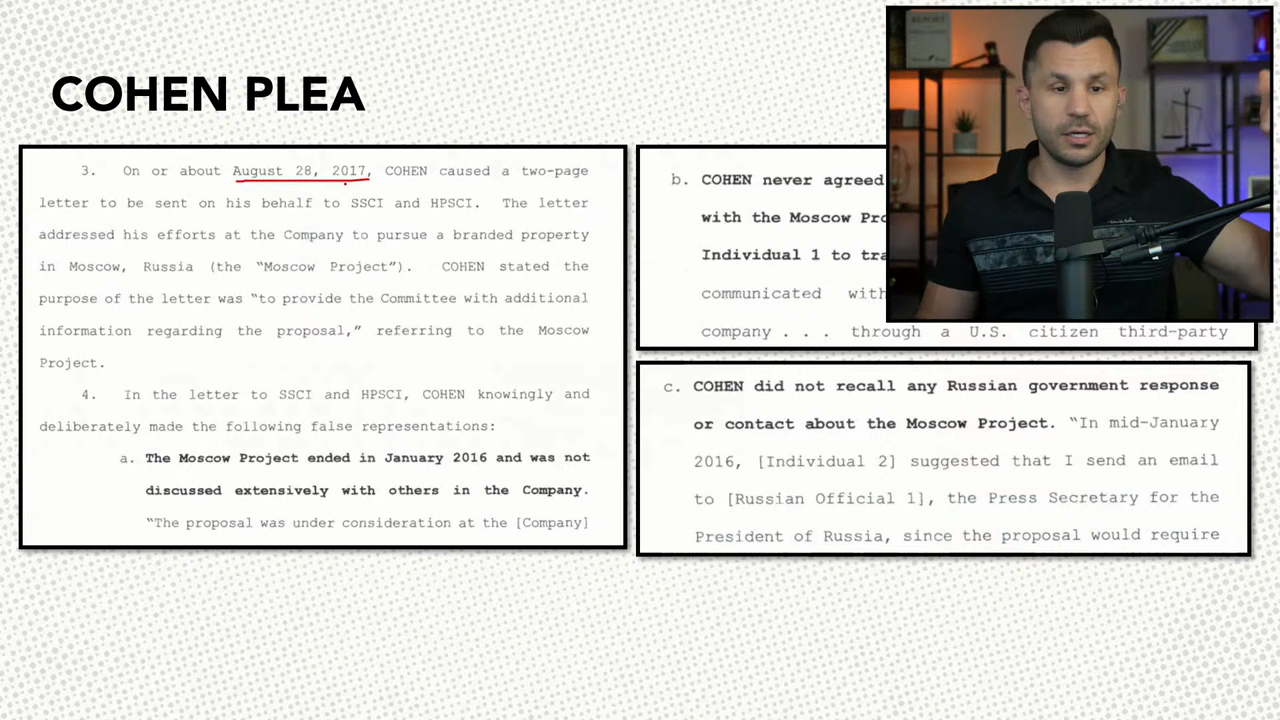 COHEN PLEA
3. On or about August 28, 2017, COHEN caused a two-page
letter to be sent on his behalf to SSCI and HPSCI. The letter
addressed his efforts at the Company to pursue a branded property
in Moscow, Russia (the “Moscow Project”). COHEN stated the
purpose of the letter was “to provide the Committee with additional
information regarding the proposal,” referring to the Moscow
Project.
4. In the letter to SSCI and HPSCI, COHEN knowingly and
deliberately made the following false representations:
a. The Moscow Project ended in January 2016 and was not
discussed extensively with others in the Company.
“The proposal was under consideration at the [Company]
b. COHEN never agreed
with the Moscow Pro
Individual 1 to tra
communicated with
company . . . through a U.S. citizen third-party
c. COHEN did not recall any Russian government response
or contact about the Moscow Project. “In mid-January
2016, [Individual 2] suggested that I send an email
to [Russian Official 1], the Press Secretary for the
President of Russia, since the proposal would require
REPORT